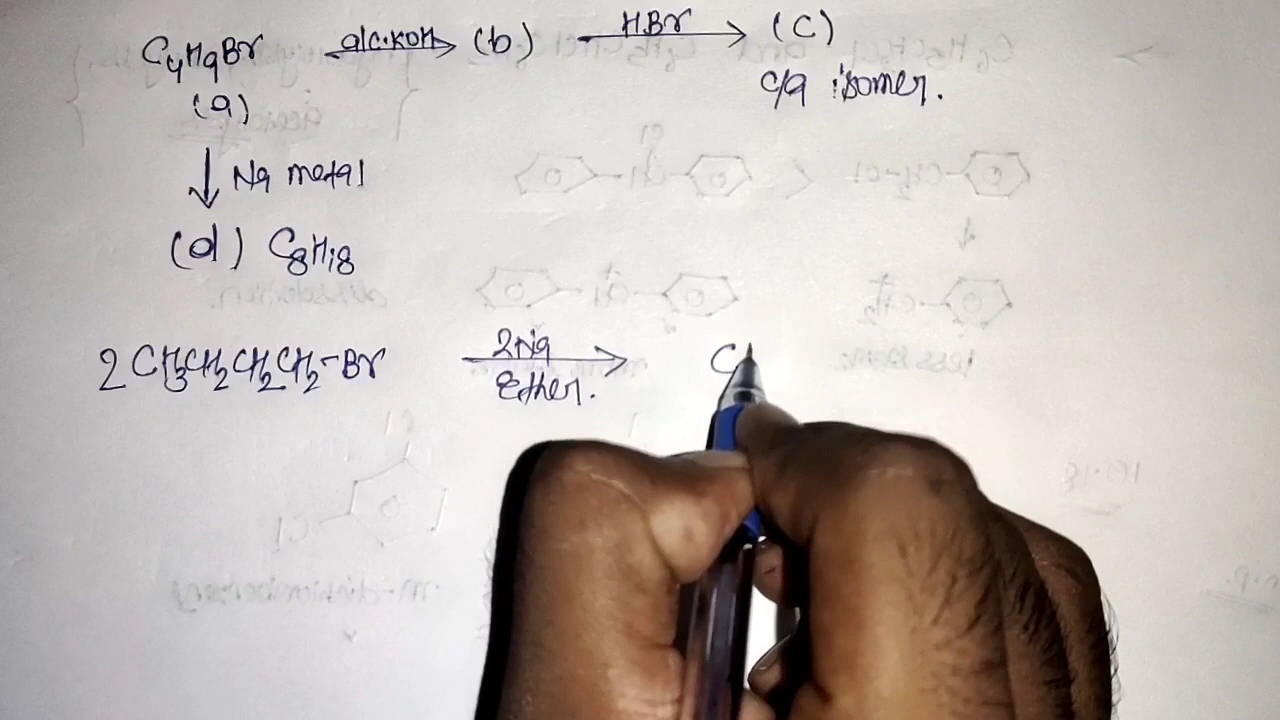 C4H9Br alc.KOH (b) HBr (C)
(a) c/a isomer.
Na metal
(d) C8H18
2 CH3CH2CH2CH2-Br 2Na Ether. C